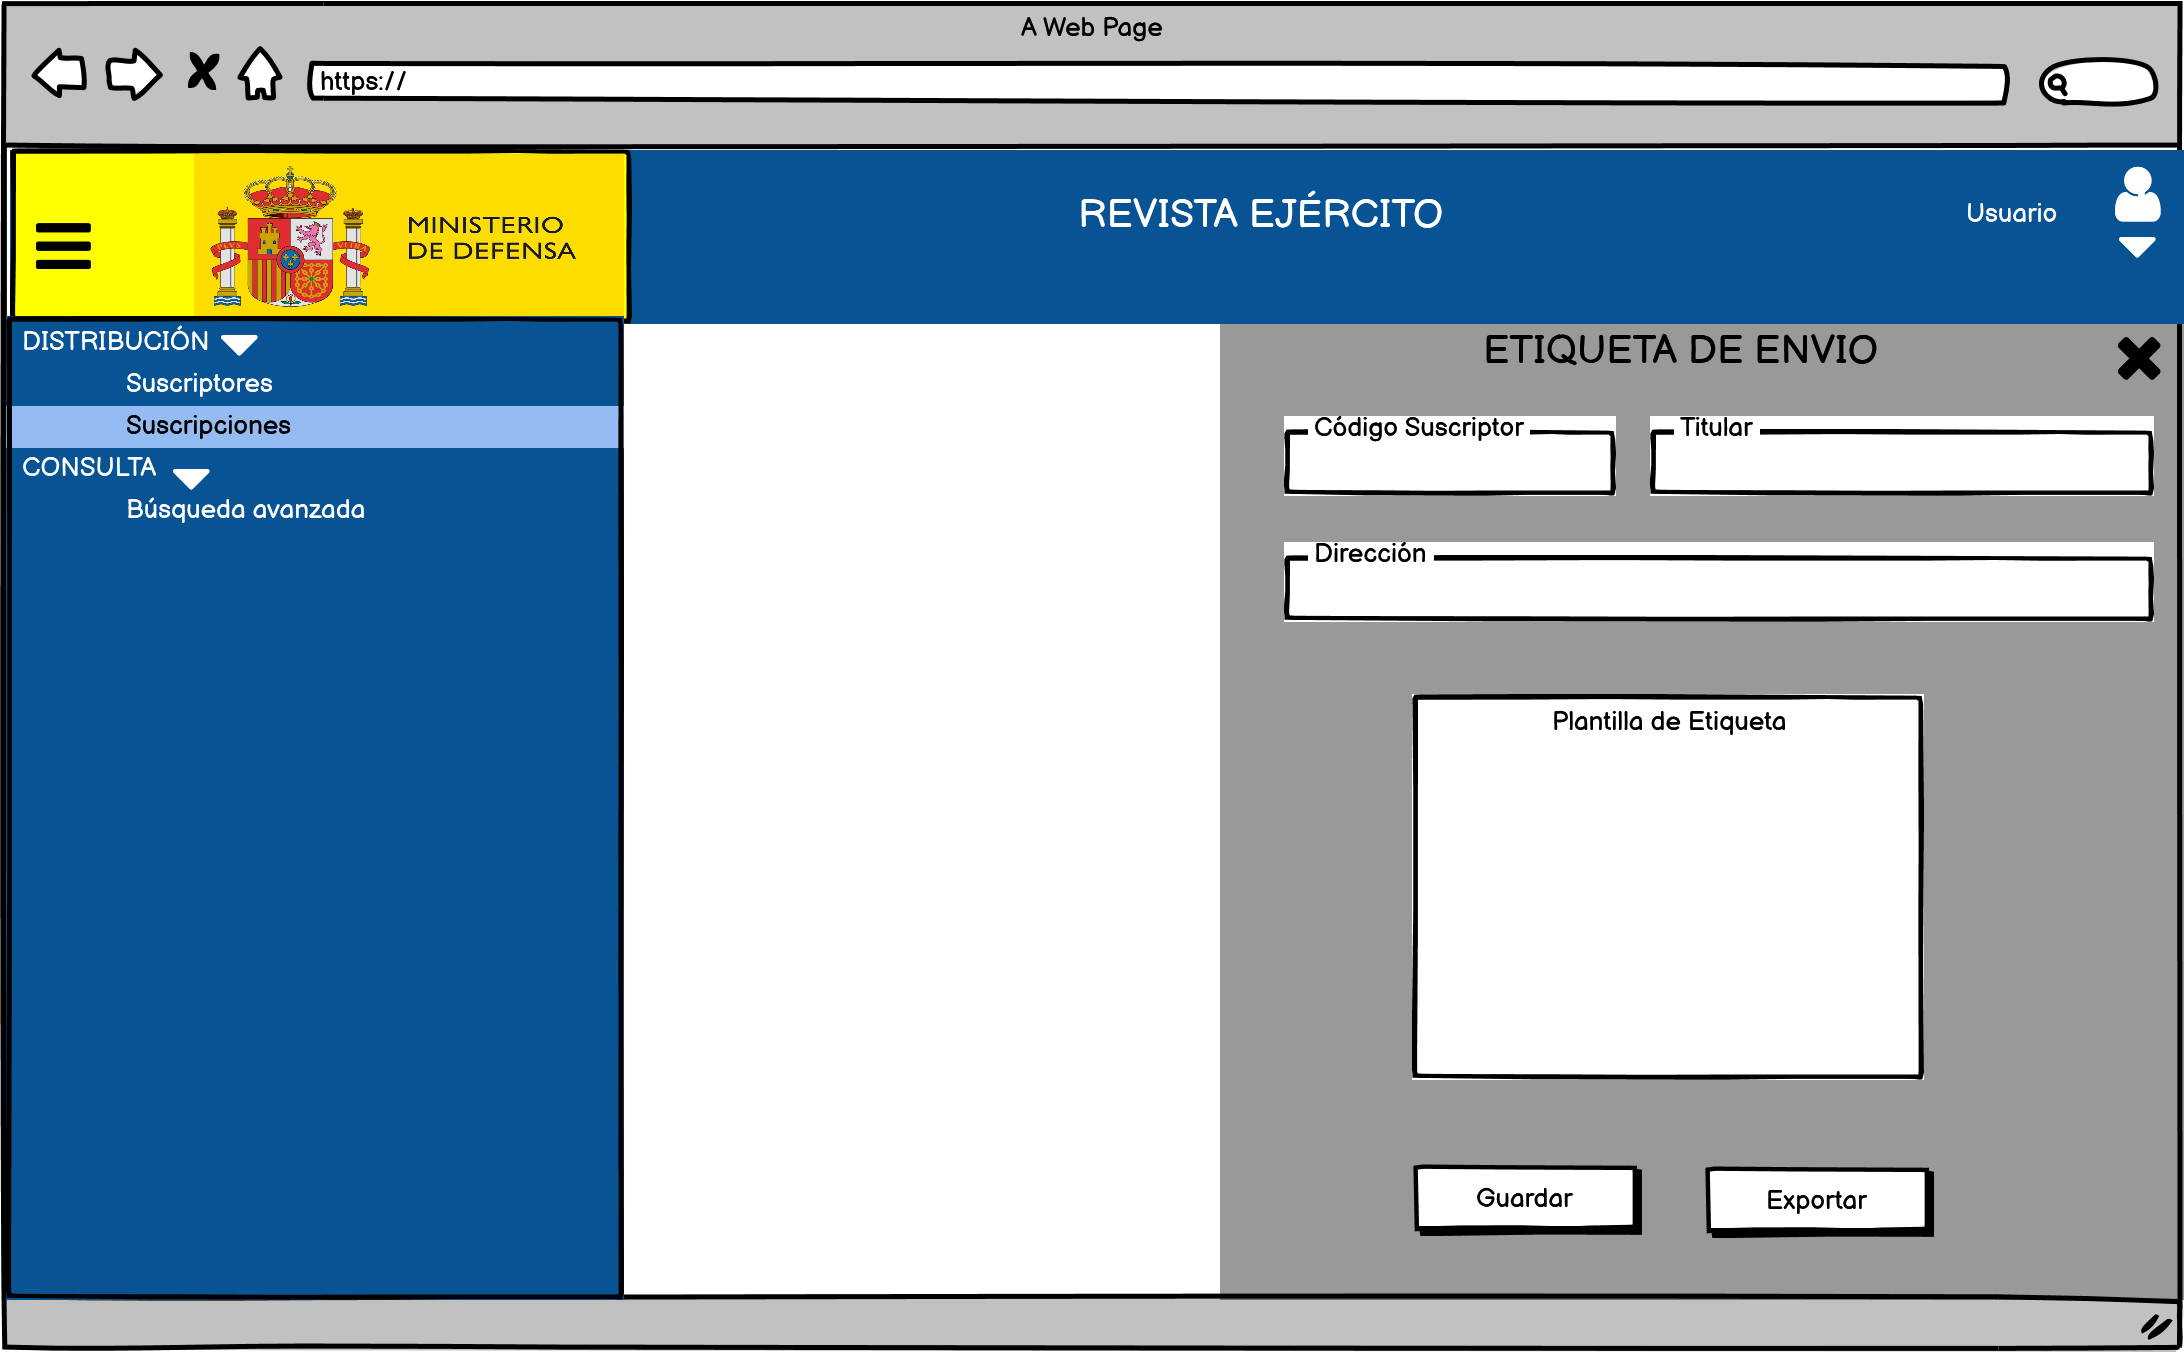 A Web Page
https://
MINISTERIO
DE DEFENSA
REVISTA EJÉRCITO
Usuario
DISTRIBUCIÓN
Suscriptores
Suscripciones
CONSULTA
Búsqueda avanzada
ETIQUETA DE ENVIO
Código Suscriptor
Titular
Dirección
Plantilla de Etiqueta
Guardar
Exportar